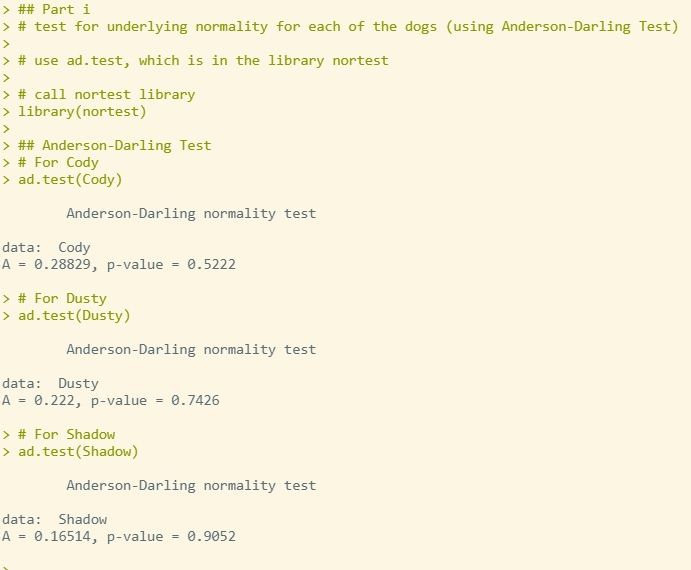 > ## Part i
> # test for underlying normality for each of the dogs (using Anderson-Darling Test)
>
> # use ad.test, which is in the library nortest
>
> # call nortest library
> library(nortest)
>
> ## Anderson-Darling Test
> # For Cody
> ad.test(Cody)
Anderson-Darling normality test
data:  Cody
A = 0.28829, p-value = 0.5222
> # For Dusty
> ad.test(Dusty)
Anderson-Darling normality test
data:  Dusty
A = 0.222, p-value = 0.7426
> # For Shadow
> ad.test(Shadow)
Anderson-Darling normality test
data:  Shadow
A = 0.16514, p-value = 0.9052
>